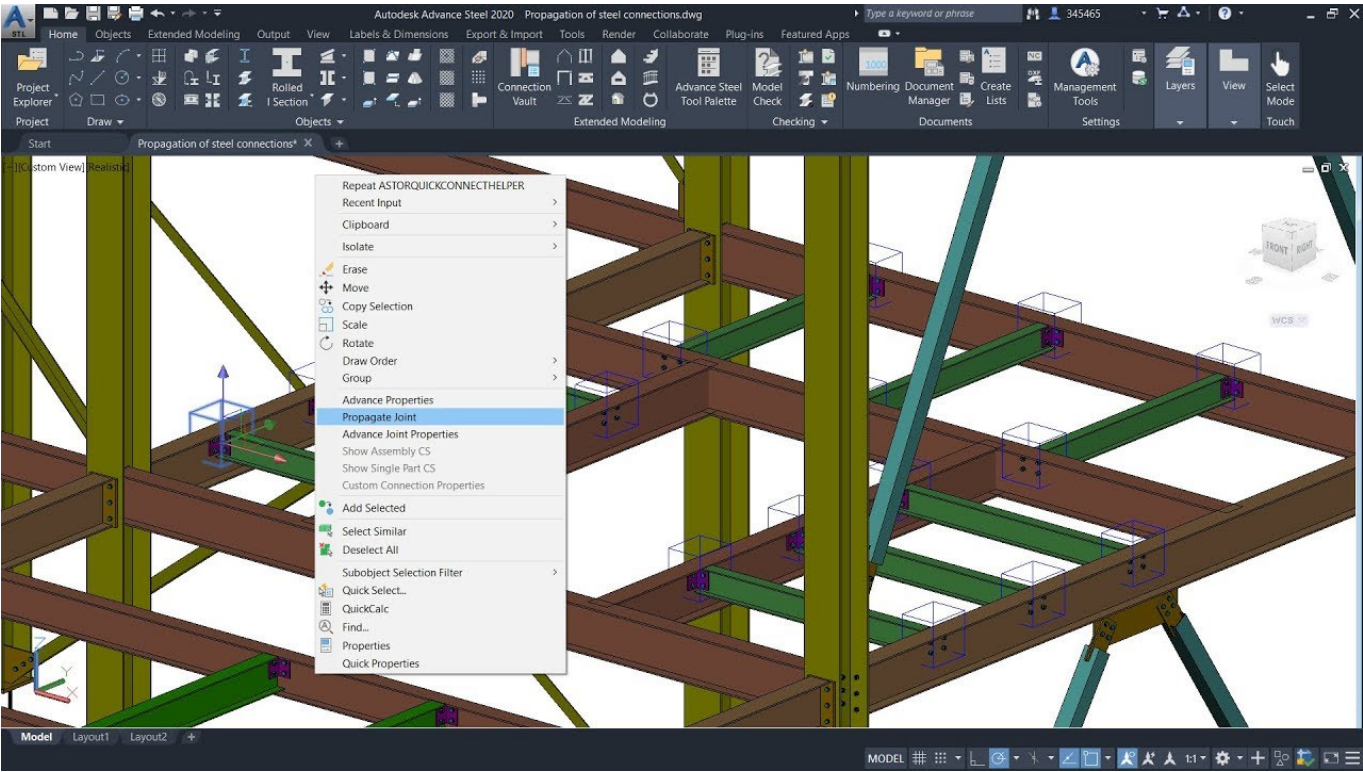 Autodesk Advance Steel 2020 Propagation of steel connections.dwg
Type a keyword or phrase
345465
STL
Home Objects Extended Modeling Output View Labels & Dimensions Export & Import Tools Render Collaborate Plug-ins Featured Apps
Project Explorer
Rolled I Section
Connection Vault
Advance Steel Tool Palette
Model Check
1000
Numbering
Document Manager
Create Lists
NC
DXF
Management Tools
Layers
View
Select Mode
Project Draw Objects Extended Modeling Checking Documents Settings Touch
Start Propagation of steel connections*
[–][Custom View][Realistic]
Repeat ASTORQUICKCONNECTHELPER
Recent Input
Clipboard
Isolate
Erase
Move
Copy Selection
Scale
Rotate
Draw Order
Group
Advance Properties
Propagate Joint
Advance Joint Properties
Show Assembly CS
Show Single Part CS
Custom Connection Properties
Add Selected
Select Similar
Deselect All
Subobject Selection Filter
Quick Select...
QuickCalc
Find...
Properties
Quick Properties
FRONT RIGHT
WCS
Z
Y
X
Model Layout1 Layout2 +
MODEL 1:1